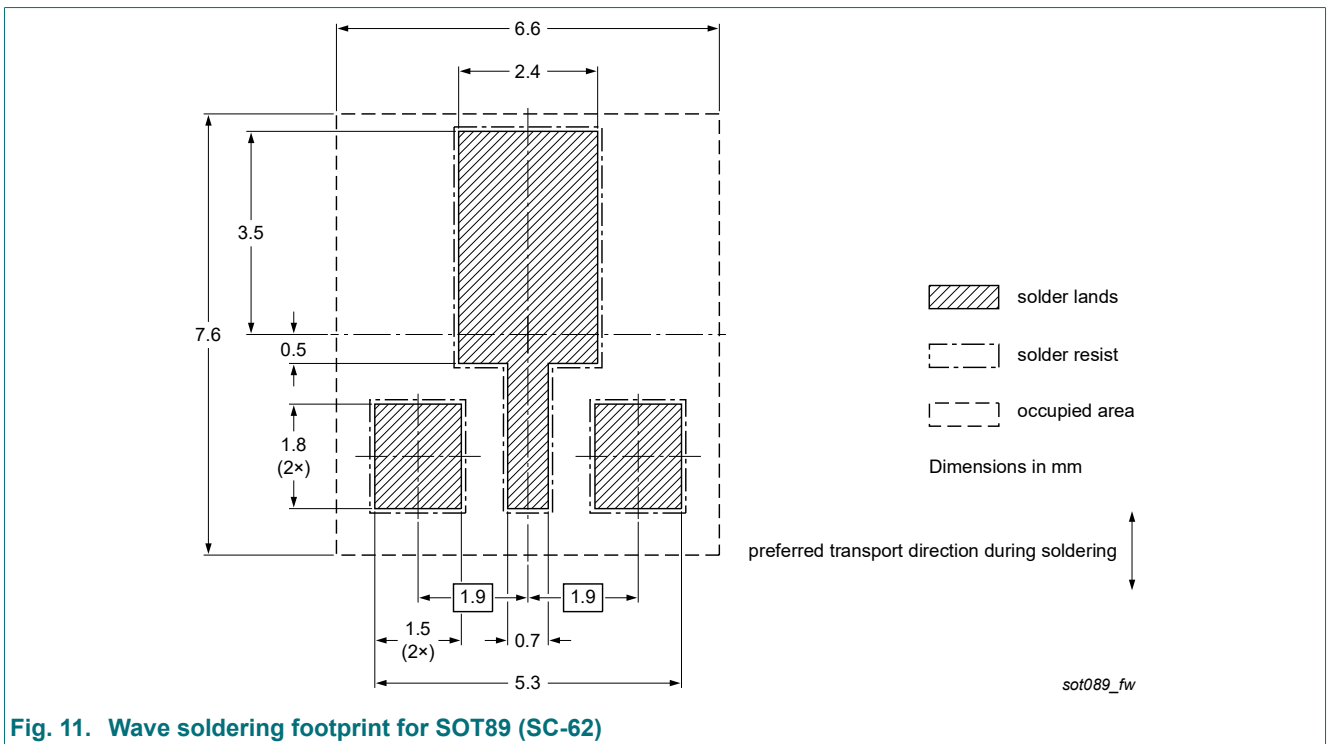 6.6
2.4
3.5
7.6
0.5
1.8
(2×)
solder lands
solder resist
occupied area
Dimensions in mm
preferred transport direction during soldering
1.9
1.9
1.5
(2×)
0.7
5.3
sot089_fw
Fig. 11. Wave soldering footprint for SOT89 (SC-62)